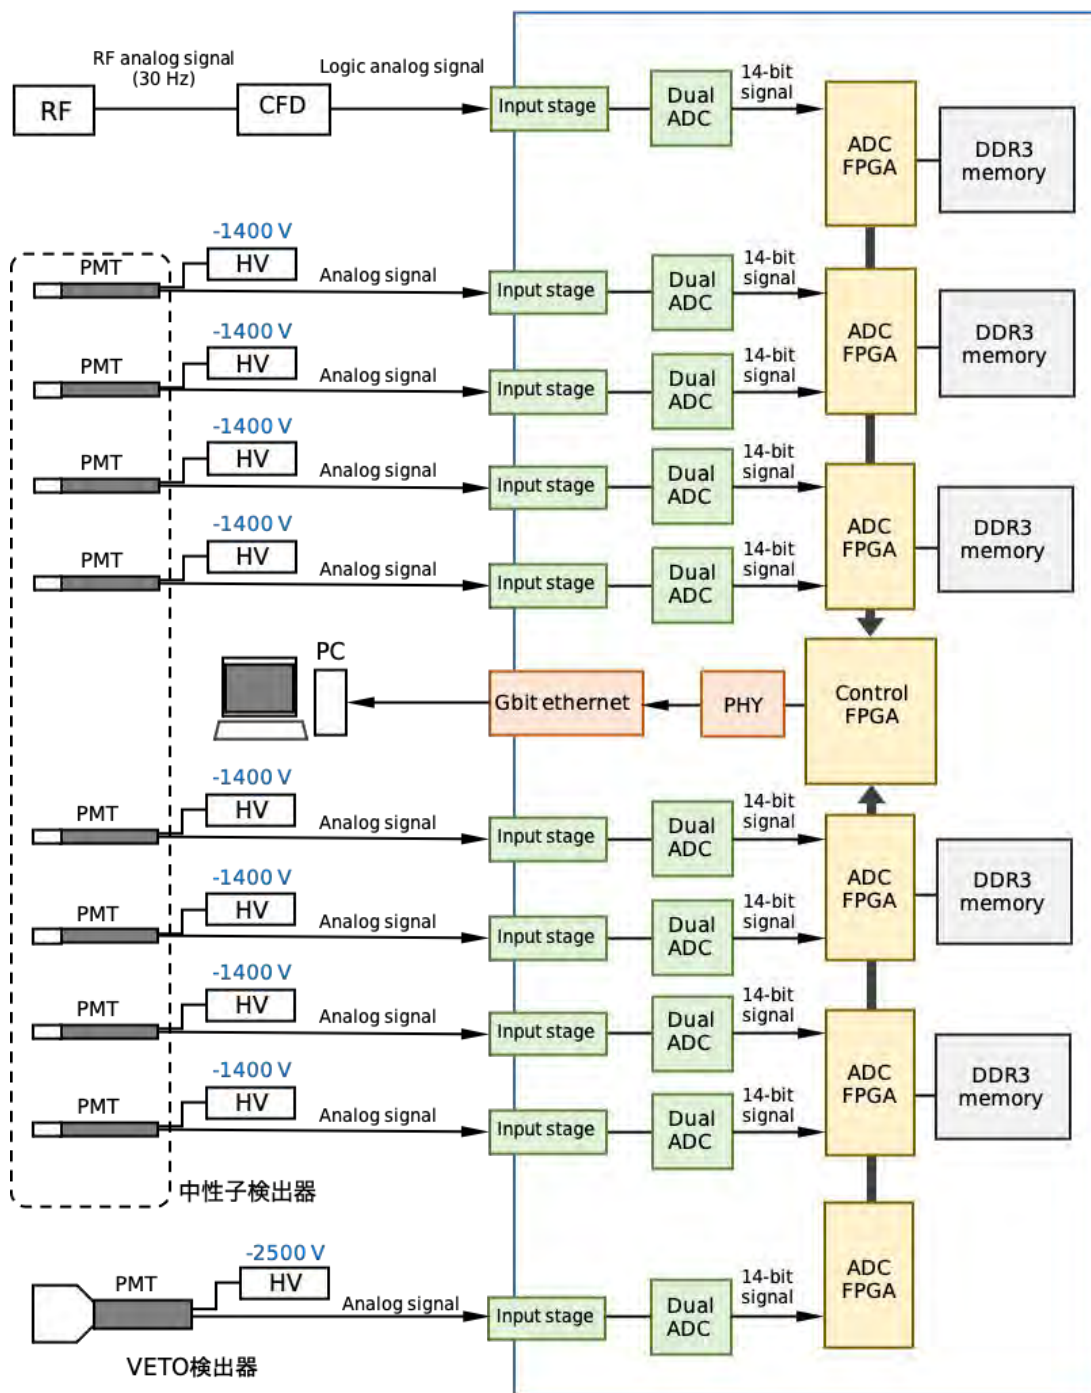 RF analog signal
(30 Hz)
Logic analog signal
RF
CFD
Input stage
Dual
ADC
14-bit
signal
ADC
FPGA
DDR3
memory
-1400 V
PMT
HV
Analog signal
Input stage
Dual
ADC
14-bit
signal
ADC
FPGA
DDR3
memory
-1400 V
PMT
HV
Analog signal
Input stage
Dual
ADC
14-bit
signal
-1400 V
PMT
HV
Analog signal
Input stage
Dual
ADC
14-bit
signal
ADC
FPGA
DDR3
memory
-1400 V
PMT
HV
Analog signal
Input stage
Dual
ADC
14-bit
signal
PC
Gbit ethernet
PHY
Control
FPGA
-1400 V
PMT
HV
Analog signal
Input stage
Dual
ADC
14-bit
signal
ADC
FPGA
DDR3
memory
-1400 V
PMT
HV
Analog signal
Input stage
Dual
ADC
14-bit
signal
-1400 V
PMT
HV
Analog signal
Input stage
Dual
ADC
14-bit
signal
ADC
FPGA
DDR3
memory
-1400 V
PMT
HV
Analog signal
Input stage
Dual
ADC
14-bit
signal
中性子検出器
-2500 V
PMT
HV
Analog signal
Input stage
Dual
ADC
14-bit
signal
ADC
FPGA
VETO検出器